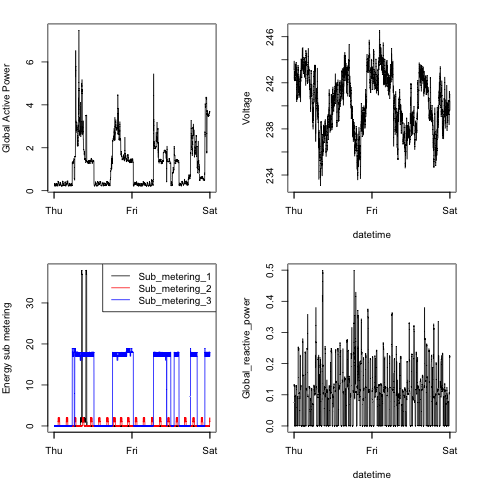 Global Active Power
0 2 4 6
Thu Fri Sat
Voltage
234 238 242 246
Thu Fri Sat
datetime
Energy sub metering
0 10 20 30
Sub_metering_1
Sub_metering_2
Sub_metering_3
Thu Fri Sat
Global_reactive_power
0.0 0.1 0.2 0.3 0.4 0.5
Thu Fri Sat
datetime